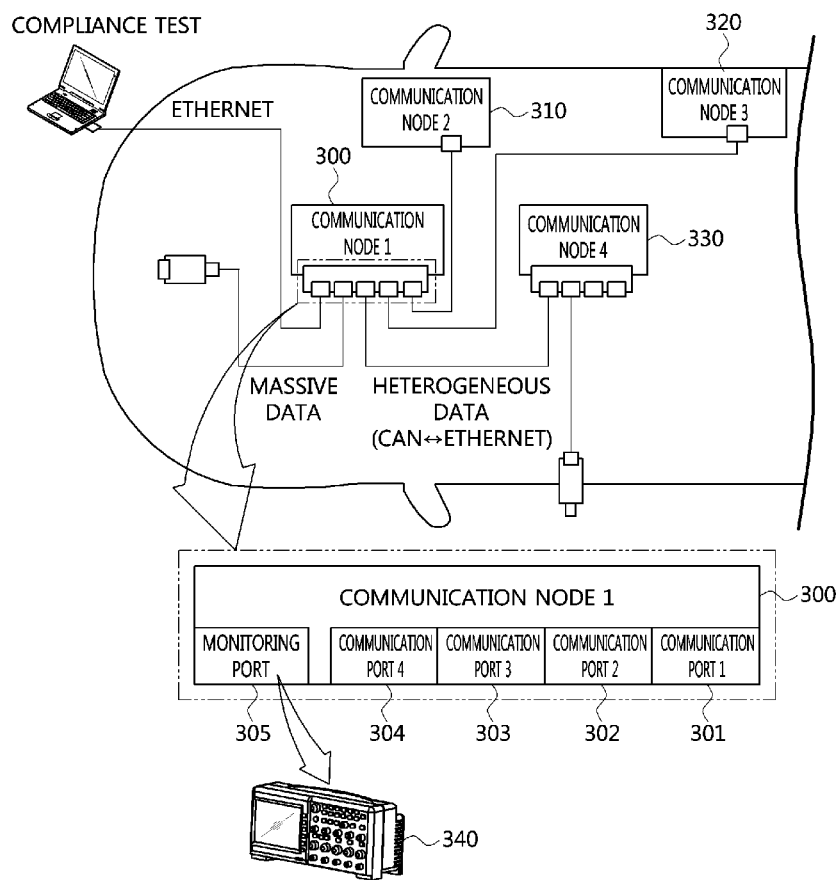 COMPLIANCE TEST
ETHERNET
COMMUNICATION
NODE 2
310
320
COMMUNICATION
NODE 3
300
COMMUNICATION
NODE 1
COMMUNICATION
NODE 4
330
MASSIVE
DATA
HETEROGENEOUS
DATA
(CAN↔ETHERNET)
COMMUNICATION NODE 1
300
MONITORING
PORT
COMMUNICATION
PORT 4
COMMUNICATION
PORT 3
COMMUNICATION
PORT 2
COMMUNICATION
PORT 1
305
304
303
302
301
340